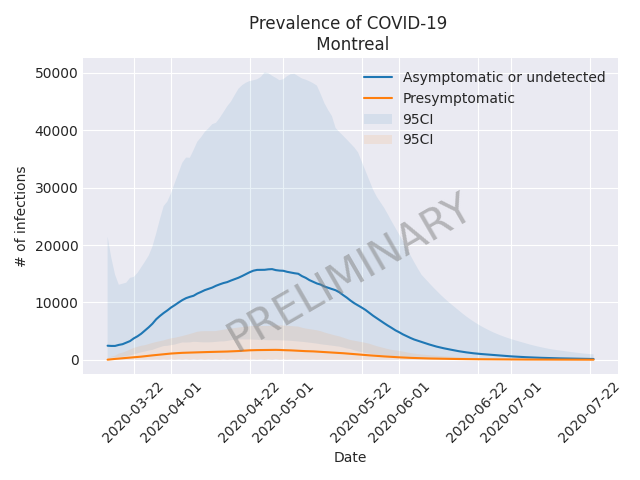 Prevalence of COVID-19
Montreal
# of infections
50000
40000
30000
20000
10000
0
Asymptomatic or undetected
Presymptomatic
95CI
95CI
PRELIMINARY
2020-03-22
2020-04-01
2020-04-22
2020-05-01
2020-05-22
2020-06-01
2020-06-22
2020-07-01
2020-07-22
Date